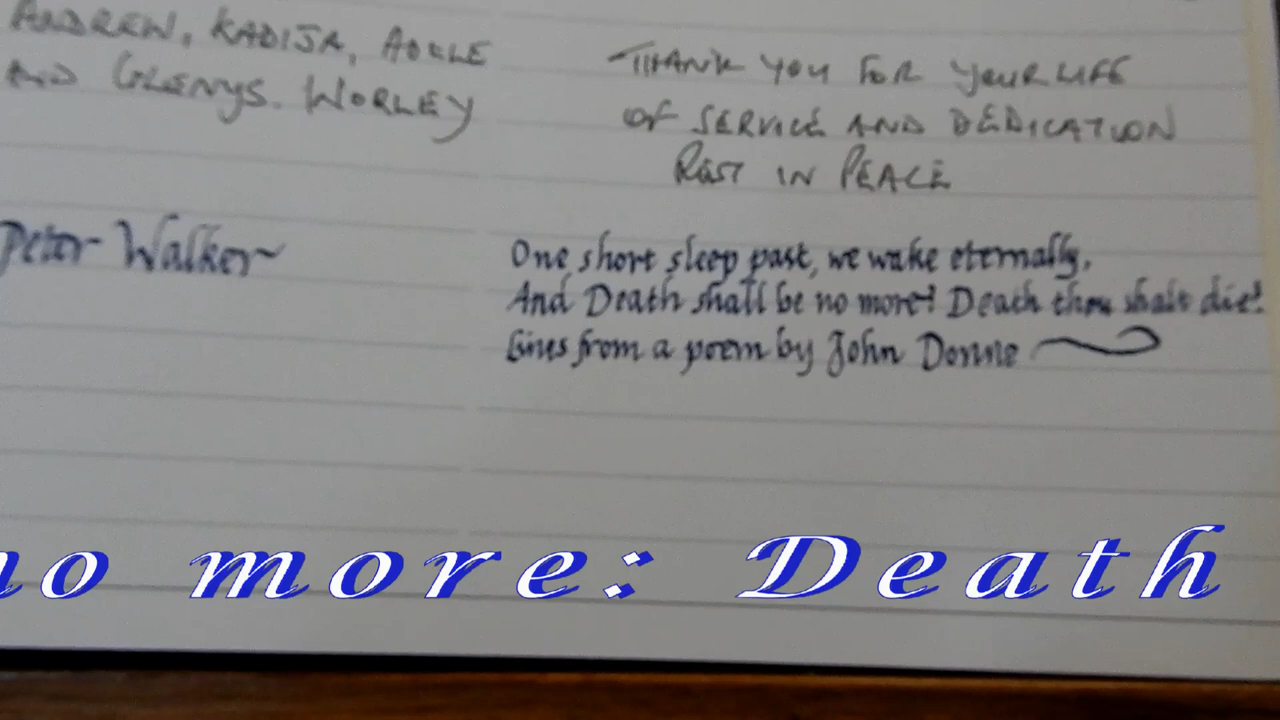 ANDREW, KADIJA, ADELE
AND GLENYS. WORLEY
THANK YOU FOR YOUR LIFE
OF SERVICE AND DEDICATION
REST IN PEACE
Peter Walker
One short sleep past, we wake eternally,
And Death shall be no more! Death thou shalt die!
Lines from a poem by John Donne
no more: Death